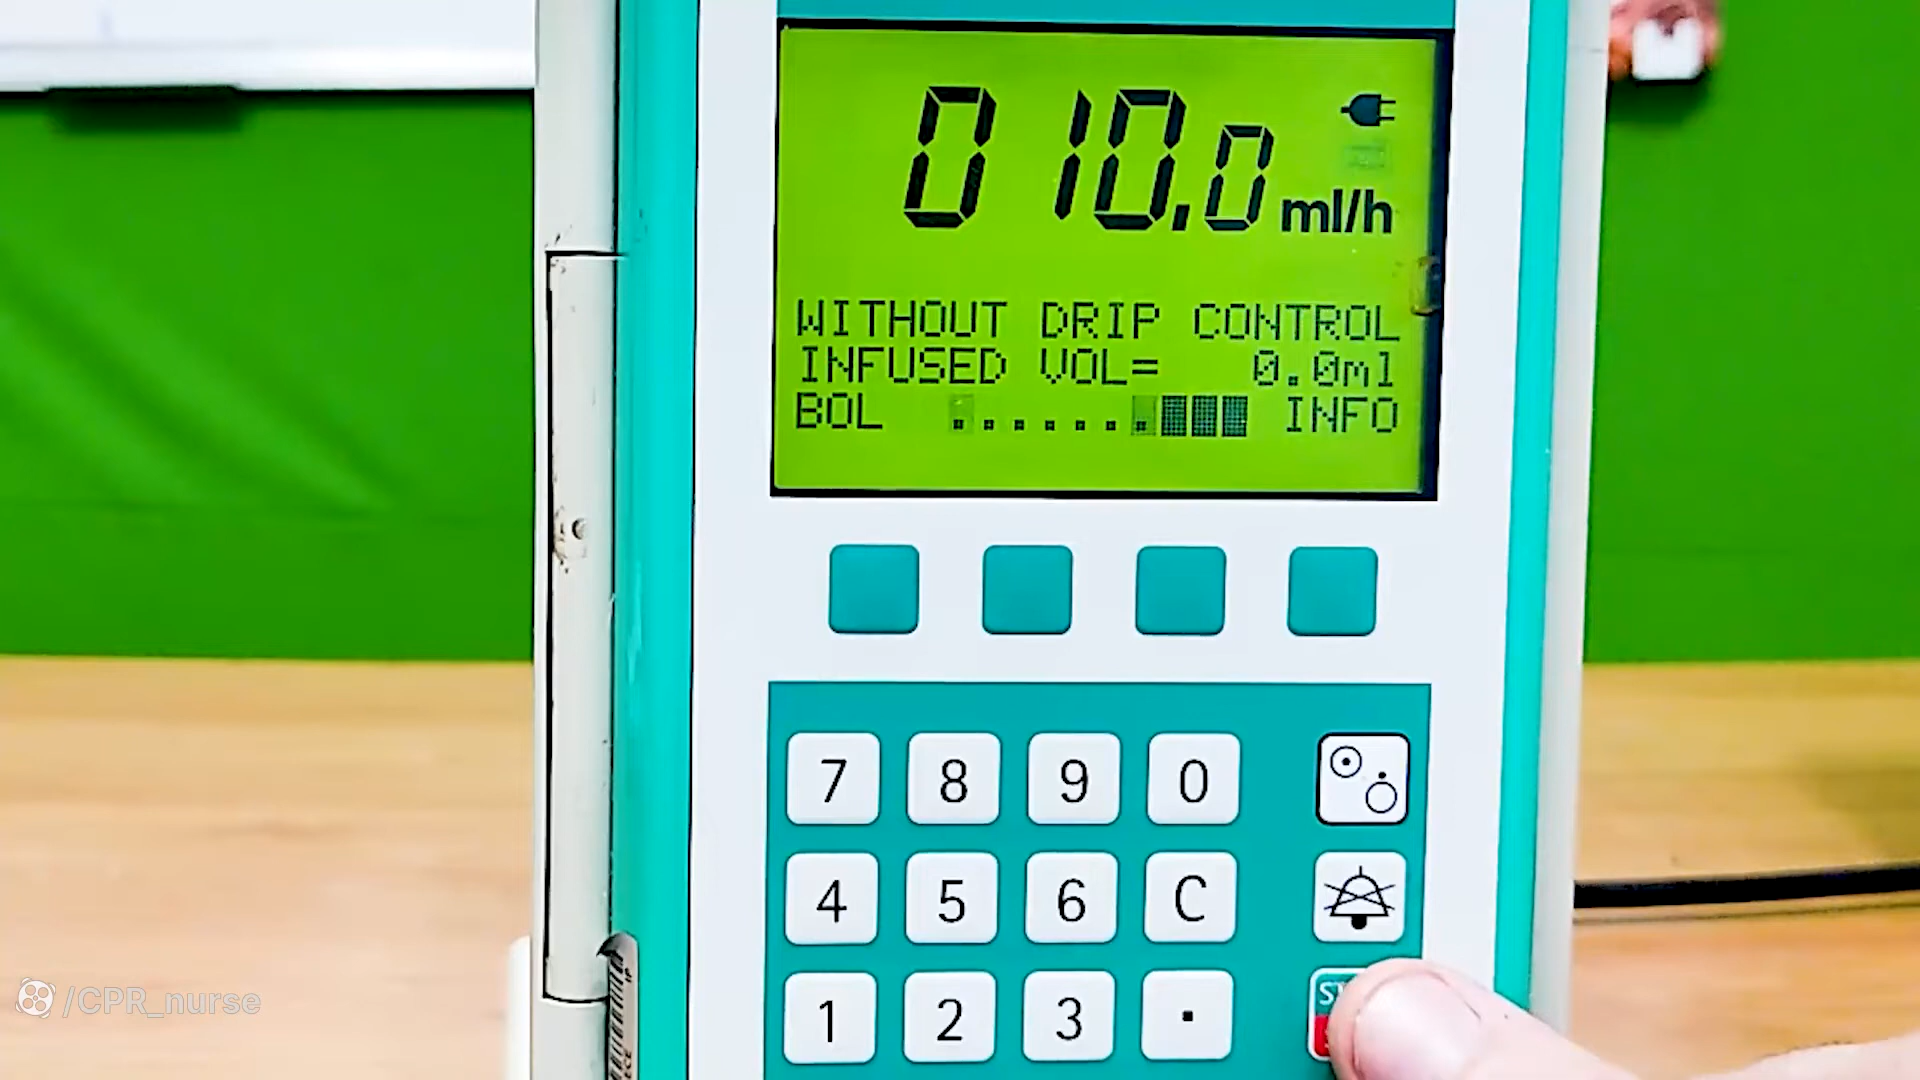 010.0 ml/h
WITHOUT DRIP CONTROL
INFUSED VOL= 0.0ml
BOL INFO
7 8 9 0
4 5 6 C
1 2 3 .
/CPR_nurse